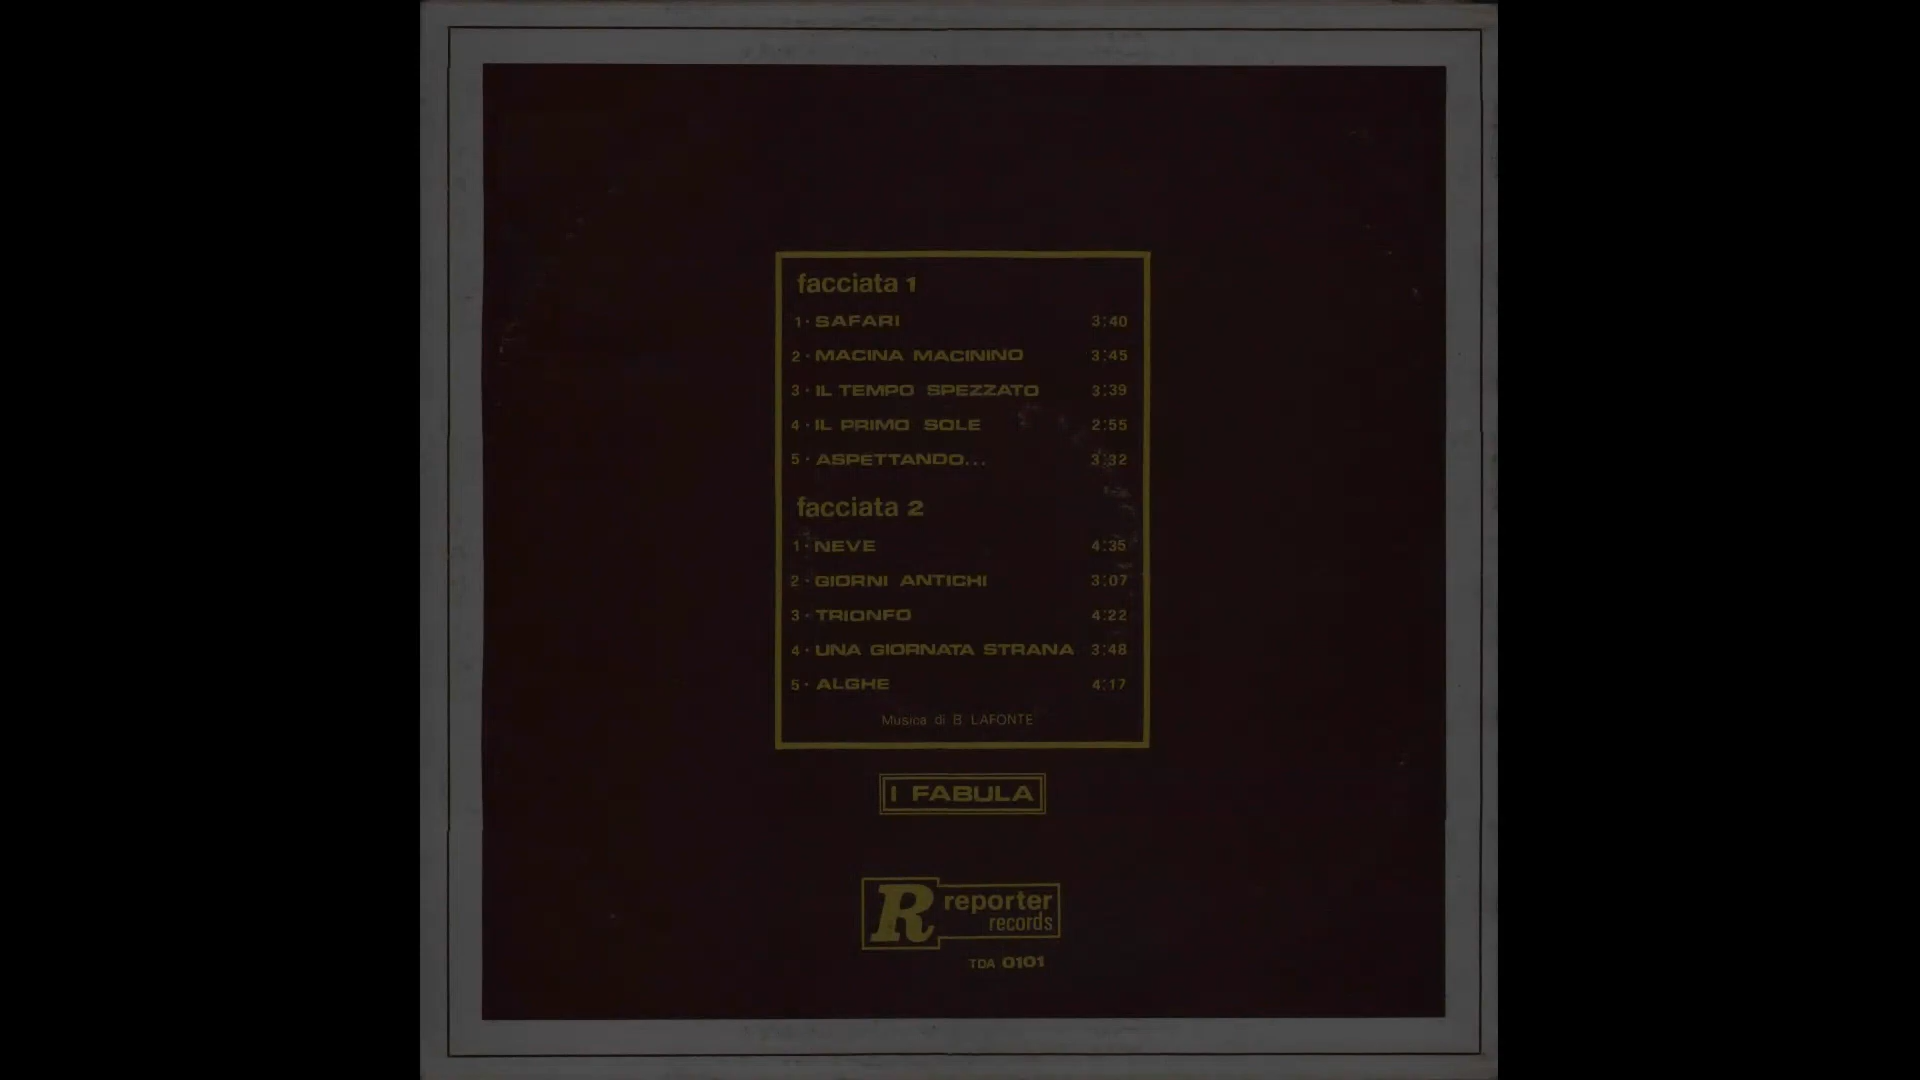 facciata 1
1 · SAFARI 3:40
2 · MACINA MACININO 3:45
3 · IL TEMPO SPEZZATO 3:39
4 · IL PRIMO SOLE 2:55
5 · ASPETTANDO... 3:32
facciata 2
1 · NEVE 4:35
2 · GIORNI ANTICHI 3:07
3 · TRIONFO 4:22
4 · UNA GIORNATA STRANA 3:48
5 · ALGHE 4:17
Musica di B. LAFONTE
I FABULA
R reporter
records
TDA 0101